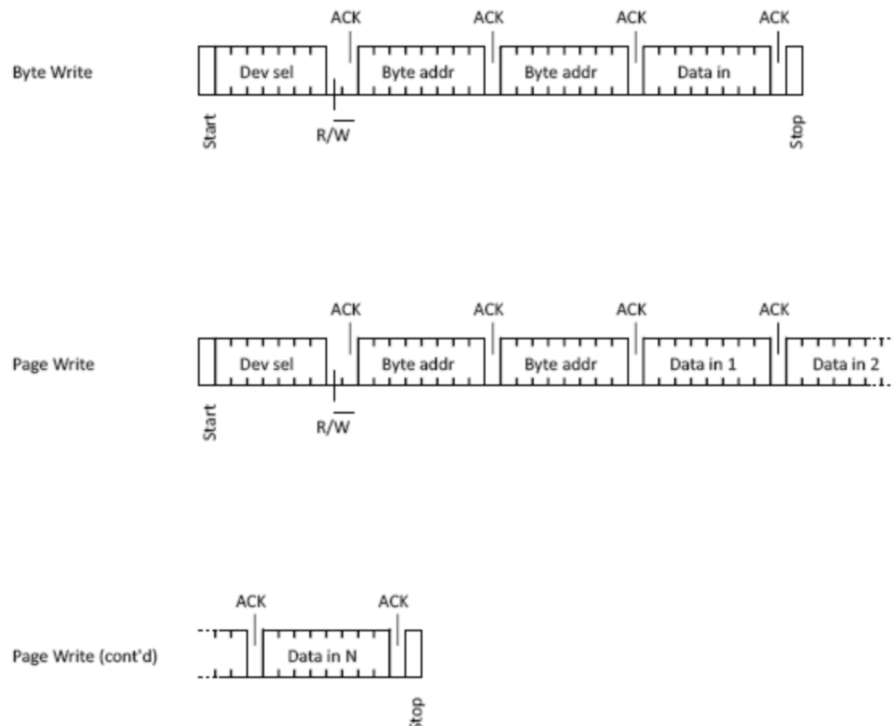 ACK ACK ACK ACK
Byte Write Dev sel Byte addr Byte addr Data in
Start R/W Stop
ACK ACK ACK ACK
Page Write Dev sel Byte addr Byte addr Data in 1 Data in 2
Start R/W
ACK ACK
Page Write (cont'd) Data in N
Stop